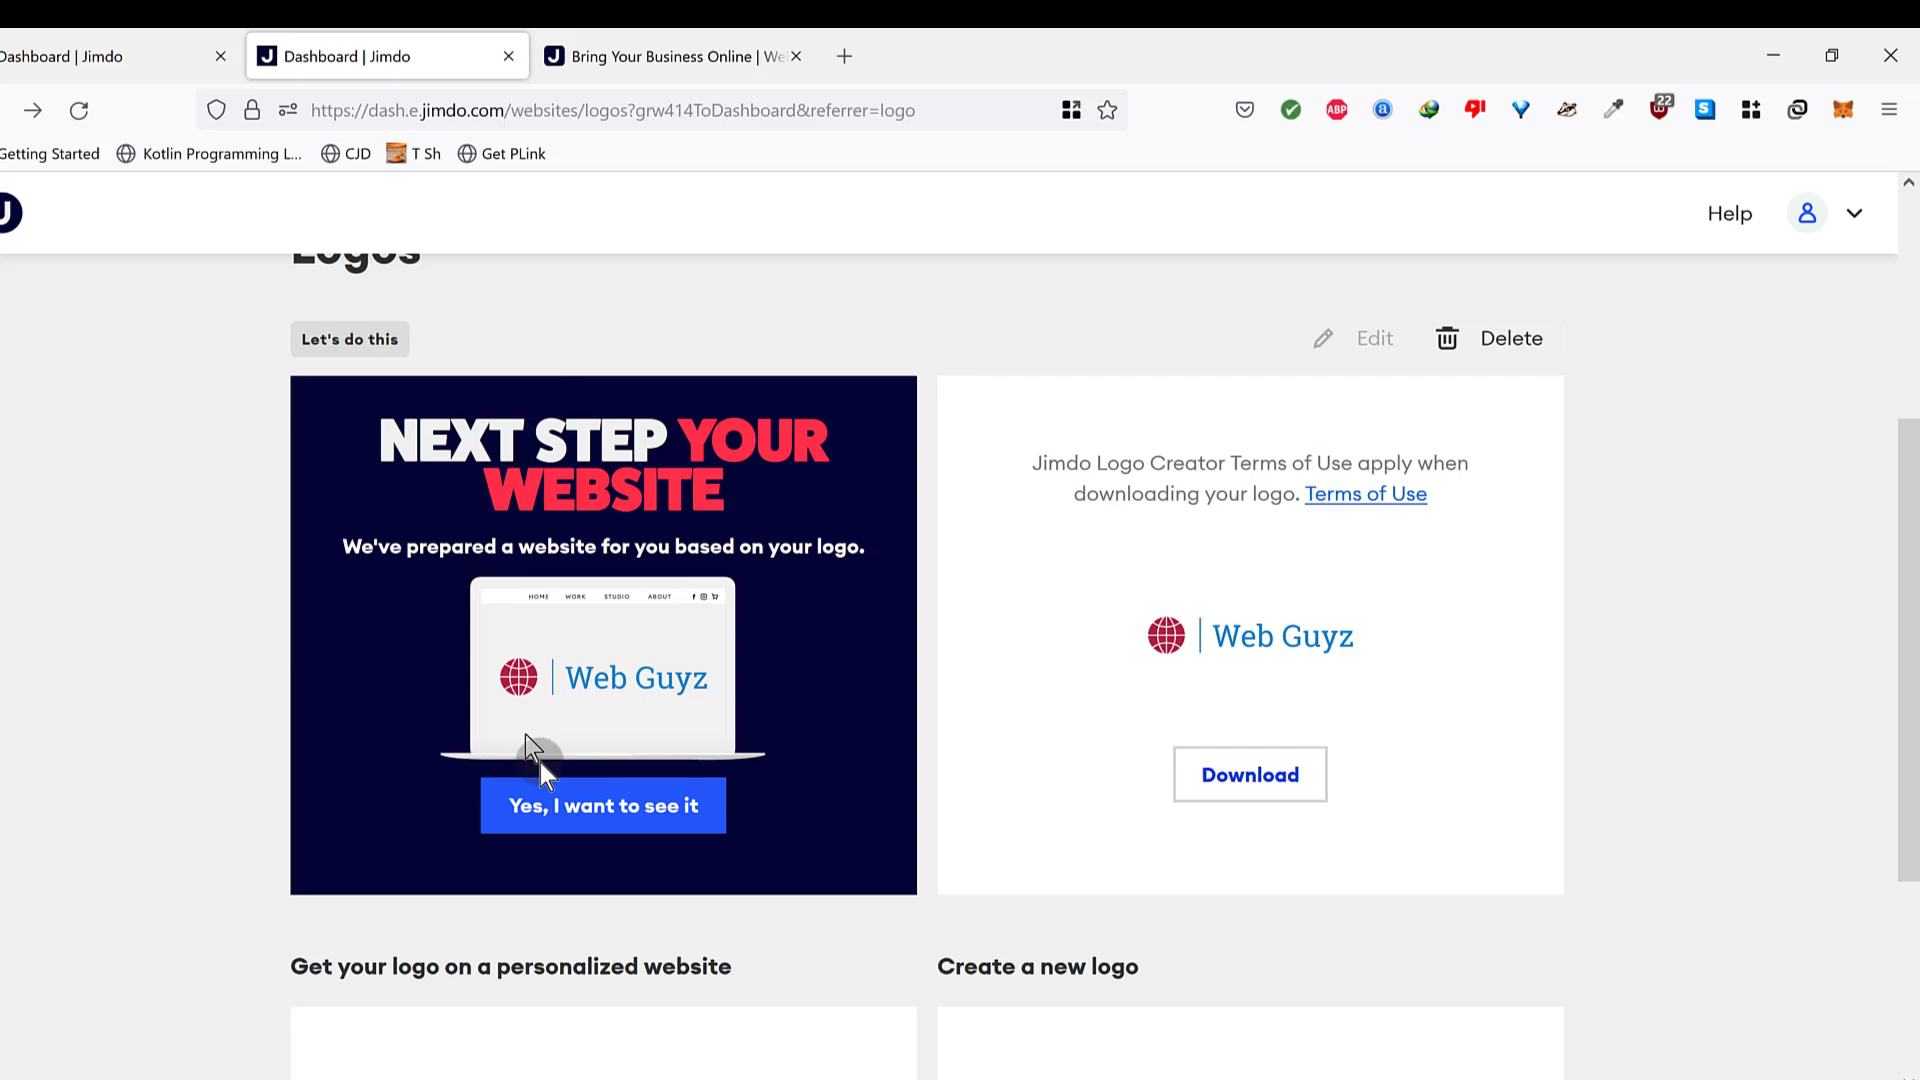 Dashboard | Jimdo
Dashboard | Jimdo
Bring Your Business Online | We
https://dash.e.jimdo.com/websites/logos?grw414ToDashboard&referrer=logo
ABP
22
Getting Started
Kotlin Programming L...
CJD
T Sh
Get PLink
Help
Logos
Let's do this
Edit
Delete
NEXT STEP YOUR
WEBSITE
We've prepared a website for you based on your logo.
HOME WORK STUDIO ABOUT
Web Guyz
Yes, I want to see it
Jimdo Logo Creator Terms of Use apply when
downloading your logo. Terms of Use
Web Guyz
Download
Get your logo on a personalized website
Create a new logo